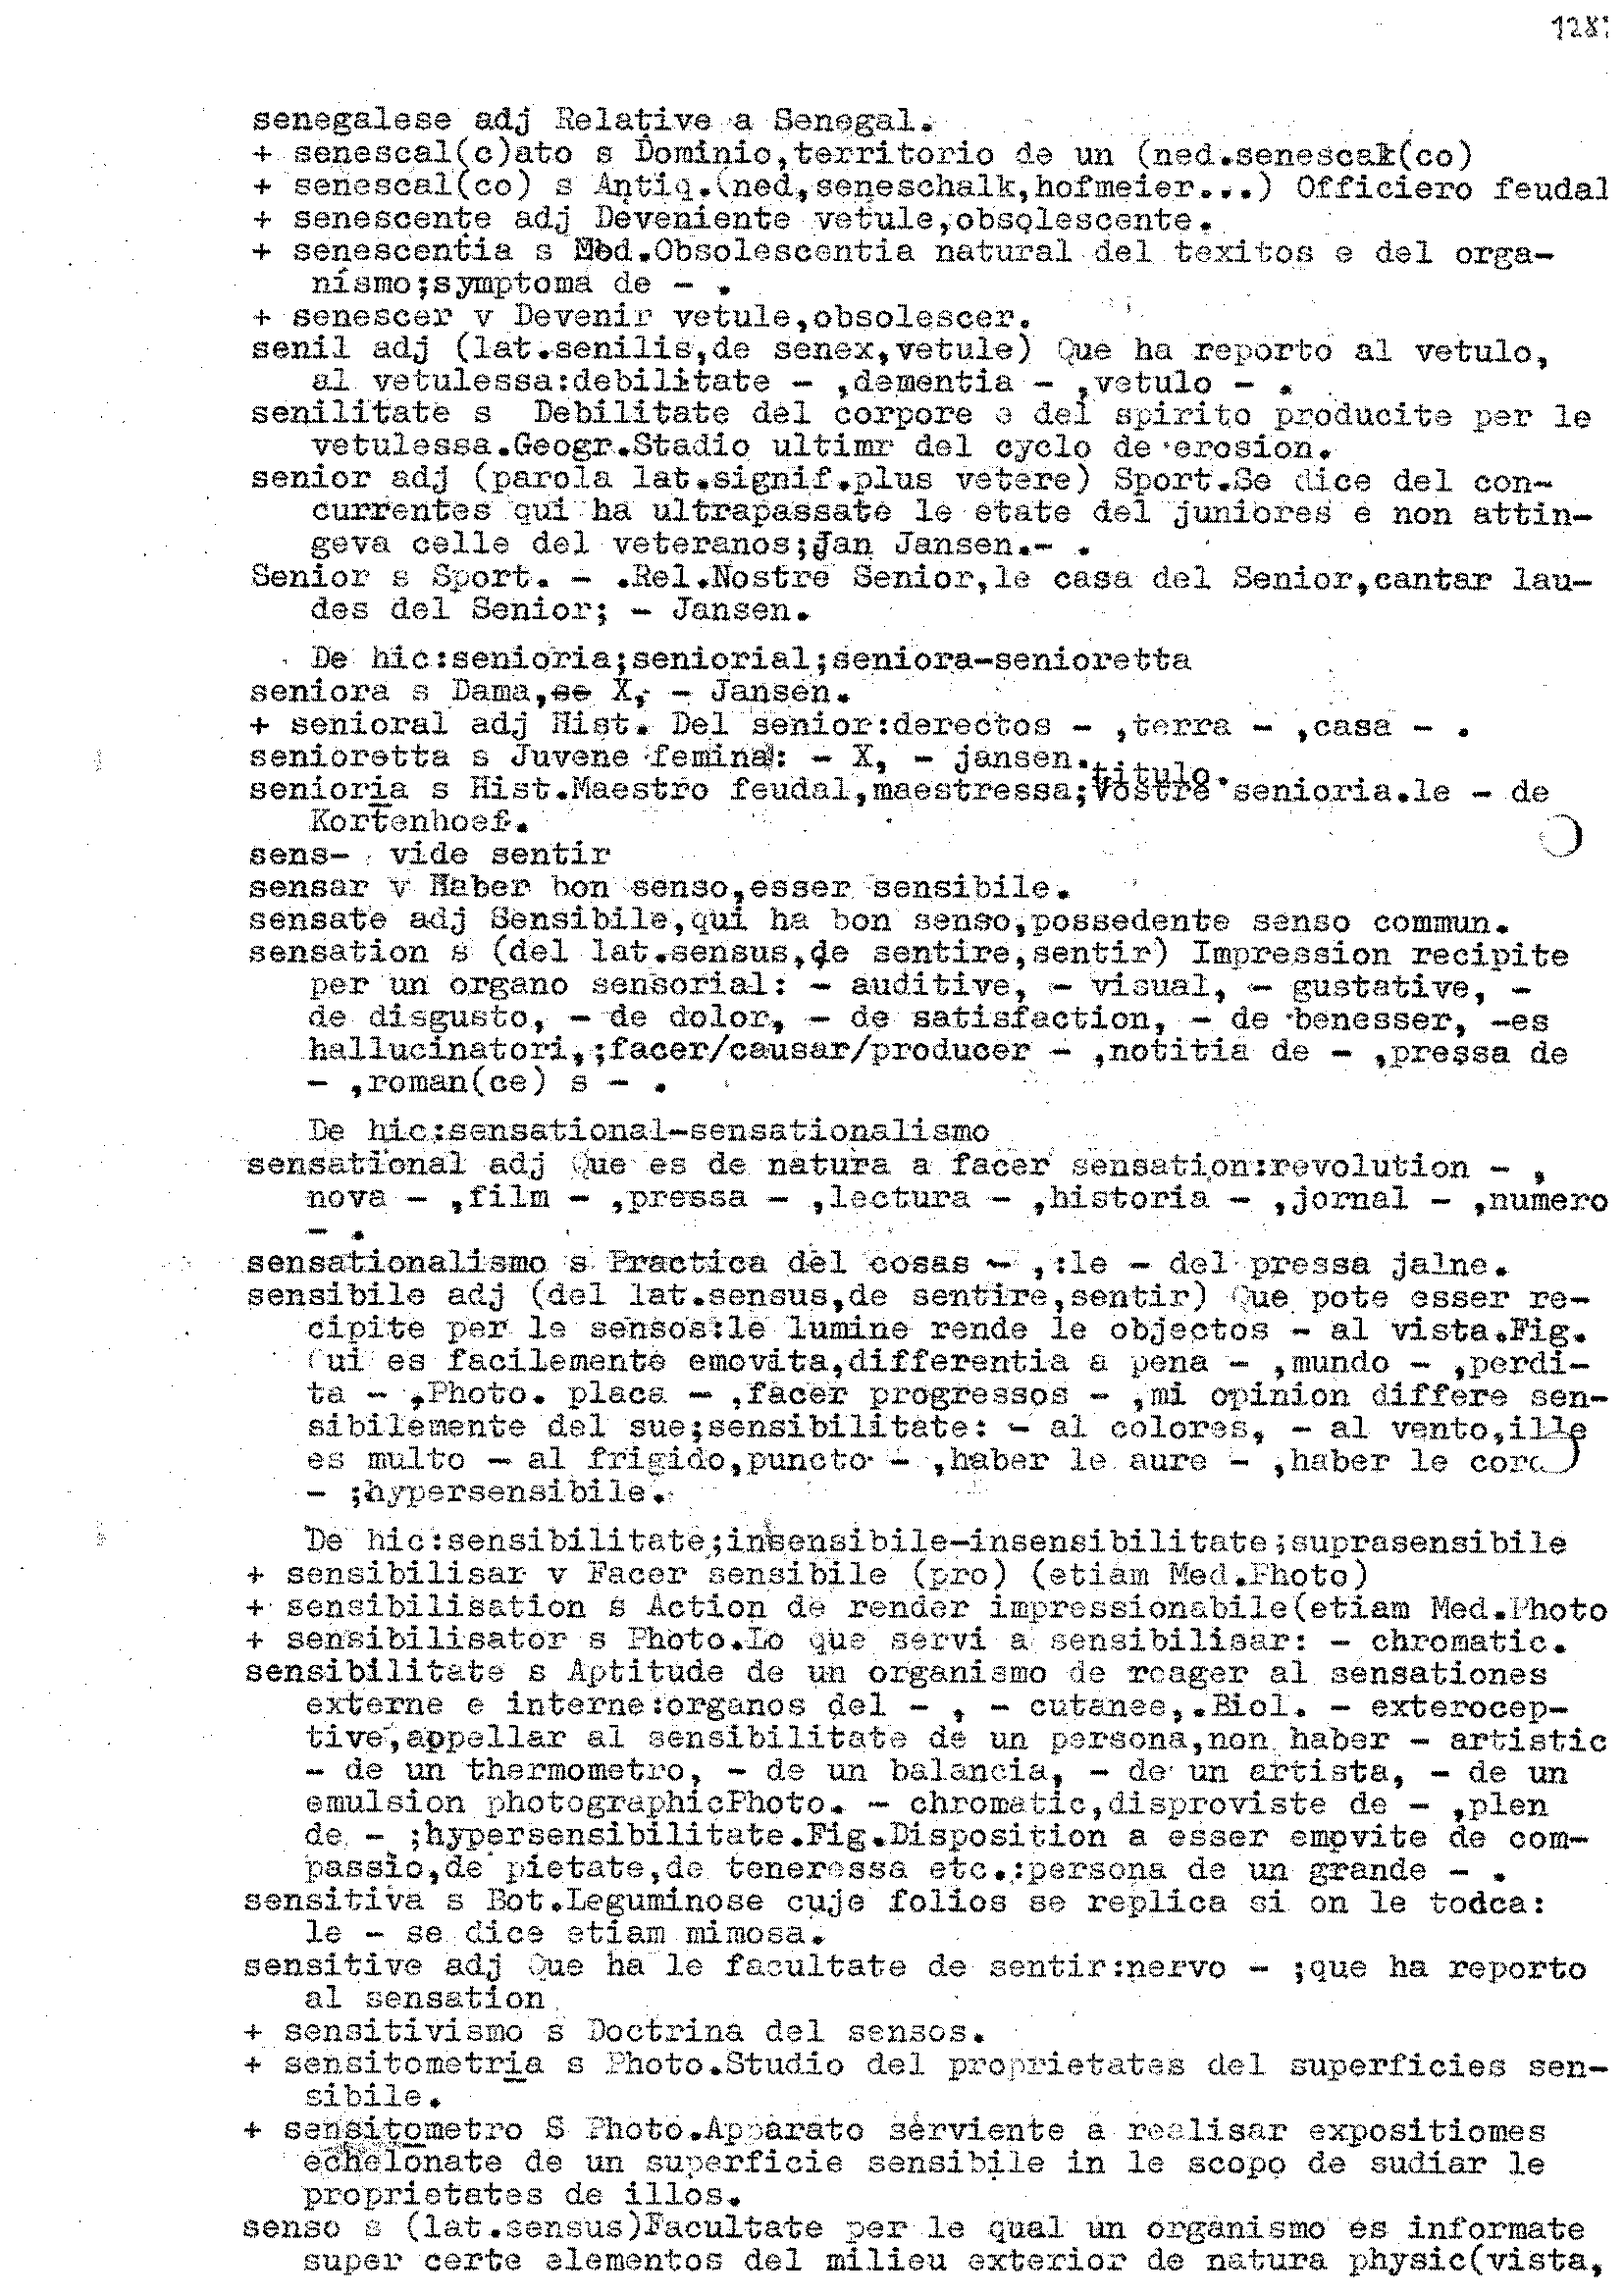 128
senegalese adj Relative a Senegal.
+ senescal(c)ato s Dominio,territorio de un (ned.senescak(co)
+ senescal(co) s Antiq.(ned,seneschalk,hofmeier...) Officiero feudal
+ senescente adj Deveniente vetule,obsolescente.
+ senescentia s Med.Obsolescentia natural del texitos e del orga-
nísmo;symptoma de - .
+ senescer v Devenir vetule,obsolescer.
senil adj (lat.senilis,de senex,vetule) Que ha reporto al vetulo,
al vetulessa:debilitate - ,dementia - ,vetulo - .
senilitate s Debilitate del corpore e del spirito producite per le
vetulessa.Geogr.Stadio ultimr del cyclo de erosion.
senior adj (parola lat.signif.plus vetere) Sport.Se dice del con-
currentes qui ha ultrapassate le etate del juniores e non attin-
geva celle del veteranos;Jan Jansen.- .
Senior s Sport. - .Rel.Nostre Senior,le casa del Senior,cantar lau-
des del Senior; - Jansen.
De hic:senioria;seniorial;seniora-senioretta
seniora s Dama,se X, - Jansen.
+ senioral adj Hist. Del senior:derectos - ,terra - ,casa - .
senioretta s Juvene femina: - X, - jansen.
titulo.
senioria s Hist.Maestro feudal,maestressa;Vostre senioria.le - de
Kortenhoef.
sens- vide sentir
sensar v Haber bon senso,esser sensibile.
sensate adj Sensibile,qui ha bon senso,possedente senso commun.
sensation s (del lat.sensus,de sentire,sentir) Impression recipite
per un organo sensorial: - auditive, - visual, - gustative, -
de disgusto, - de dolor, - de satisfaction, - de benesser, -es
hallucinatori,;facer/causar/producer - ,notitia de - ,pressa de
- ,roman(ce) s - .
De hic:sensational-sensationalismo
sensational adj Que es de natura a facer sensation:revolution - ,
nova - ,film - ,pressa - ,lectura - ,historia - ,jornal - ,numero
- .
sensationalismo s Practica del cosas - ,:le - del pressa jalne.
sensibile adj (del lat.sensus,de sentire,sentir) Que pote esser re-
cipite per le sensos:le lumine rende le objectos - al vista.Fig.
Qui es facilemente emovita,differentia a pena - ,mundo - ,perdi-
ta - ,Photo. placa - ,facer progressos - ,mi opinion differe sen-
sibilemente del sue;sensibilitate: - al colores, - al vento,ille
es multo - al frigido,puncto - ,haber le aure - ,haber le corde
- ;hypersensibile.
De hic:sensibilitate;insensibile-insensibilitate;suprasensibile
+ sensibilisar v Facer sensibile (pro) (etiam Med.Photo)
+ sensibilisation s Action de render impressionabile(etiam Med.Photo
+ sensibilisator s Photo.Lo que servi a sensibilisar: - chromatic.
sensibilitate s Aptitude de un organismo de reager al sensationes
externe e interne:organos del - , - cutanee,.Biol. - exterocep-
tive,appellar al sensibilitate de un persona,non haber - artistic
- de un thermometro, - de un balancia, - de un artista, - de un
emulsion photographicPhoto. - chromatic,disproviste de - ,plen
de - ;hypersensibilitate.Fig.Disposition a esser emovite de com-
passio,de pietate,de teneressa etc.:persona de un grande - .
sensitiva s Bot.Leguminose cuje folios se replica si on le todca:
le - se dice etiam mimosa.
sensitive adj Que ha le facultate de sentir:nervo - ;que ha reporto
al sensation
+ sensitivismo s Doctrina del sensos.
+ sensitometria s Photo.Studio del proprietates del superficies sen-
sibile.
+ sensitometro S Photo.Apparato serviente a realisar expositiomes
echelonate de un superficie sensibile in le scopo de sudiar le
proprietates de illos.
senso s (lat.sensus)Facultate per le qual un organismo es informate
super certe elementos del milieu exterior de natura physic(vista,